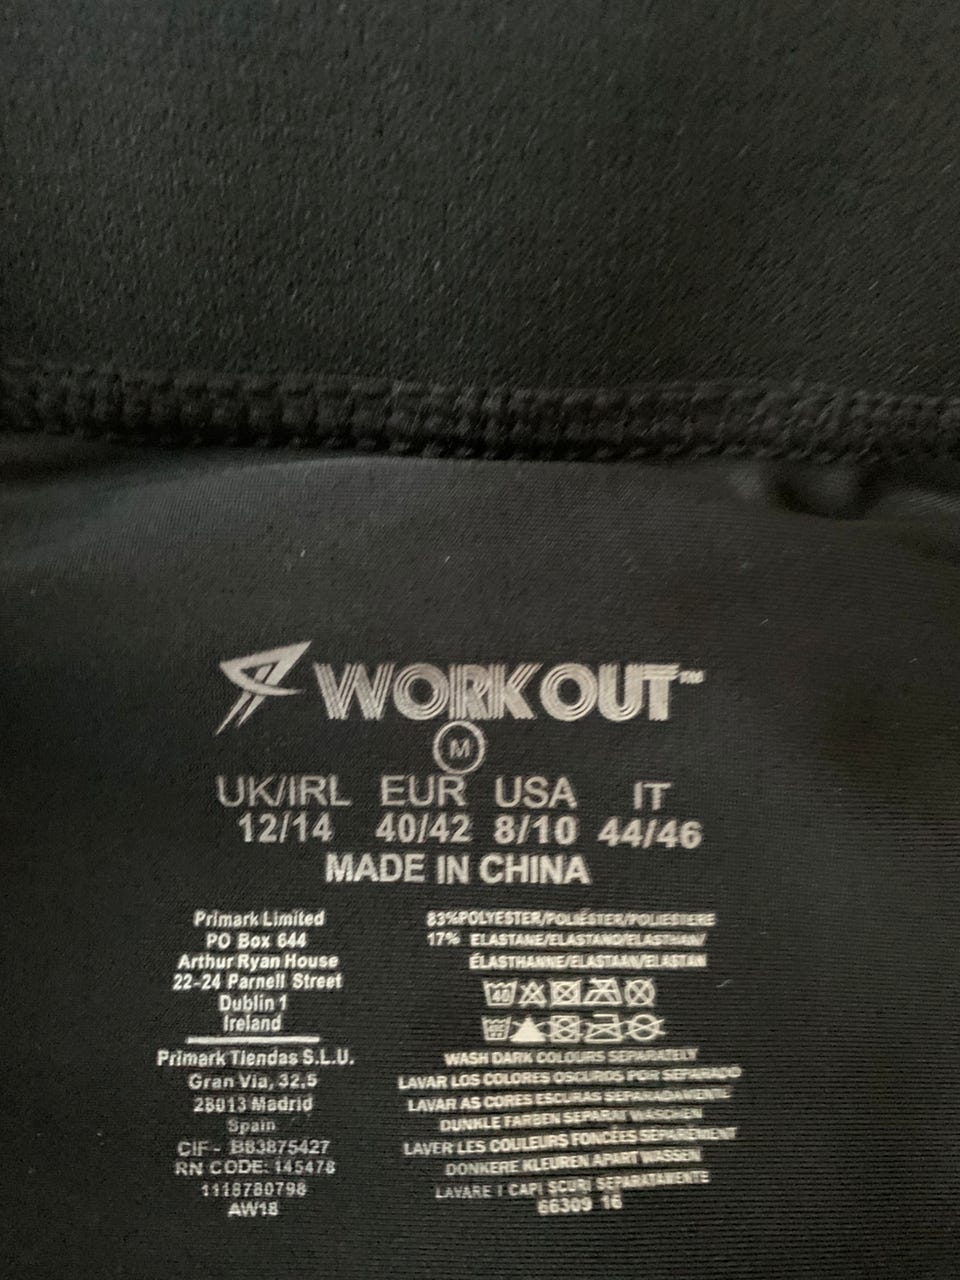 WORKOUT™
M
UK/IRL EUR USA IT
12/14 40/42 8/10 44/46
MADE IN CHINA
Primark Limited
PO Box 644
Arthur Ryan House
22-24 Parnell Street
Dublin 1
Ireland
Primark Tiendas S.L.U.
Gran Via, 32,5
28013 Madrid
Spain
CIF - B83875427
RN CODE: 145478
1118780798
AW18
83%POLYESTER/POLIÉSTER/POLIESTERE
17% ELASTANE/ELASTANO/ELASTHAN/
ÉLASTHANNE/ELASTAAN/ELASTAN
40
WASH DARK COLOURS SEPARATELY
LAVAR LOS COLORES OSCUROS POR SEPARADO
LAVAR AS CORES ESCURAS SEPARADAMENTE
DUNKLE FARBEN SEPARAT WASCHEN
LAVER LES COULEURS FONCÉES SÉPARÉMENT
DONKERE KLEUREN APART WASSEN
LAVARE I CAPI SCURI SEPARATAMENTE
66309 16